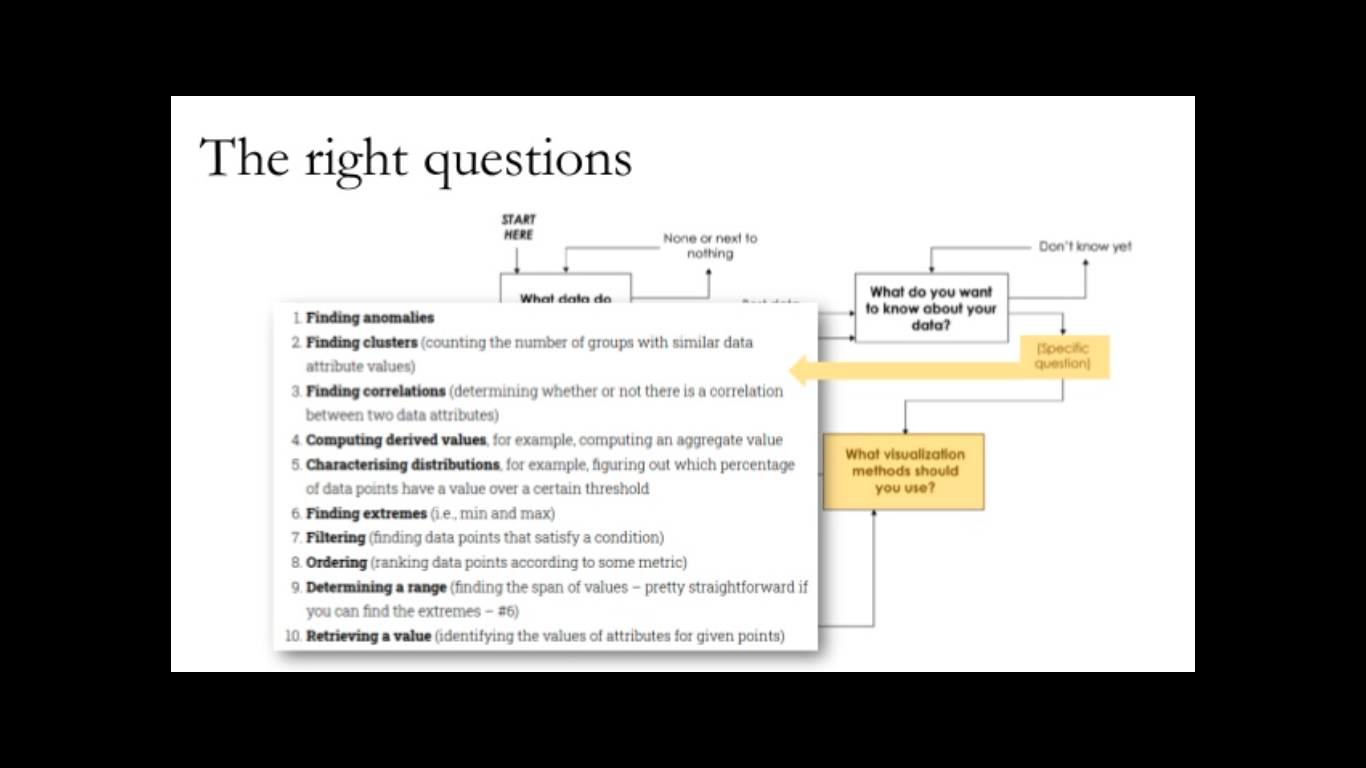 The right questions
START
HERE
None or next to
nothing
Don't know yet
What data do
What do you want
to know about your
data?
(Specific
question)
1. Finding anomalies
2. Finding clusters (counting the number of groups with similar data
attribute values)
3. Finding correlations (determining whether or not there is a correlation
between two data attributes)
4. Computing derived values, for example, computing an aggregate value
5. Characterising distributions, for example, figuring out which percentage
of data points have a value over a certain threshold
6. Finding extremes (i.e., min and max)
7. Filtering (finding data points that satisfy a condition)
8. Ordering (ranking data points according to some metric)
9. Determining a range (finding the span of values – pretty straightforward if
you can find the extremes – #6)
10. Retrieving a value (identifying the values of attributes for given points)
What visualization
methods should
you use?